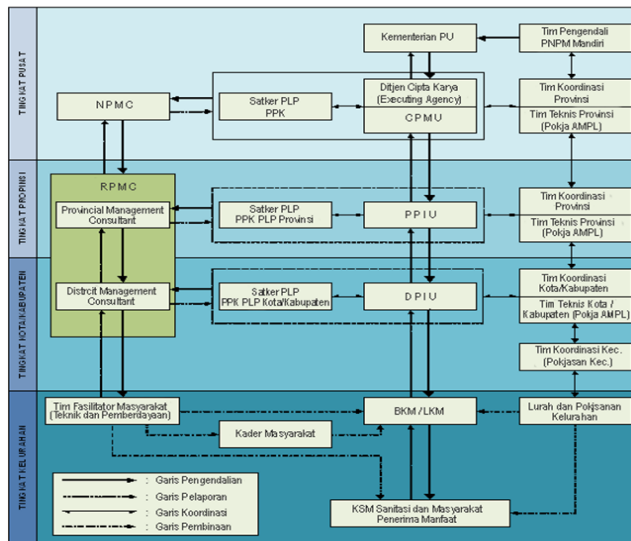 TINGKAT PUSAT
Kementerian PU
Tim Pengendali
PNPM Mandiri
NPMC
Satker PLP
PPK
Ditjen Cipta Karya
(Executing Agency)
CPMU
Tim Koordinasi
Provinsi
Tim Teknis Provinsi
(Pokja AMPL)
TINGKAT PROPINSI
RPMC
Provincial Management
Consultant
Satker PLP
PPK PLP Provinsi
PPIU
Tim Koordinasi
Provinsi
Tim Teknis Provinsi
(Pokja AMPL)
TINGKAT KOTA/KABUPATEN
Distrcit Management
Consultant
Satker PLP
PPK PLP Kota/Kabupaten
DPIU
Tim Koordinasi
Kota/Kabupaten
Tim Teknis Kota /
Kabupaten (Pokja AMPL)
Tim Koordinasi Kec.
(Pokjasan Kec.)
TINGKAT KELURAHAN
Tim Fasilitator Masyarakat
(Teknik dan Pemberdayaan)
BKM/LKM
Lurah dan Pokjsanan
Kelurahan
Kader Masyarakat
KSM Sanitasi dan Masyarakat
Penerima Manfaat
: Garis Pengendalian
: Garis Pelaporan
: Garis Koordinasi
: Garis Pembinaan